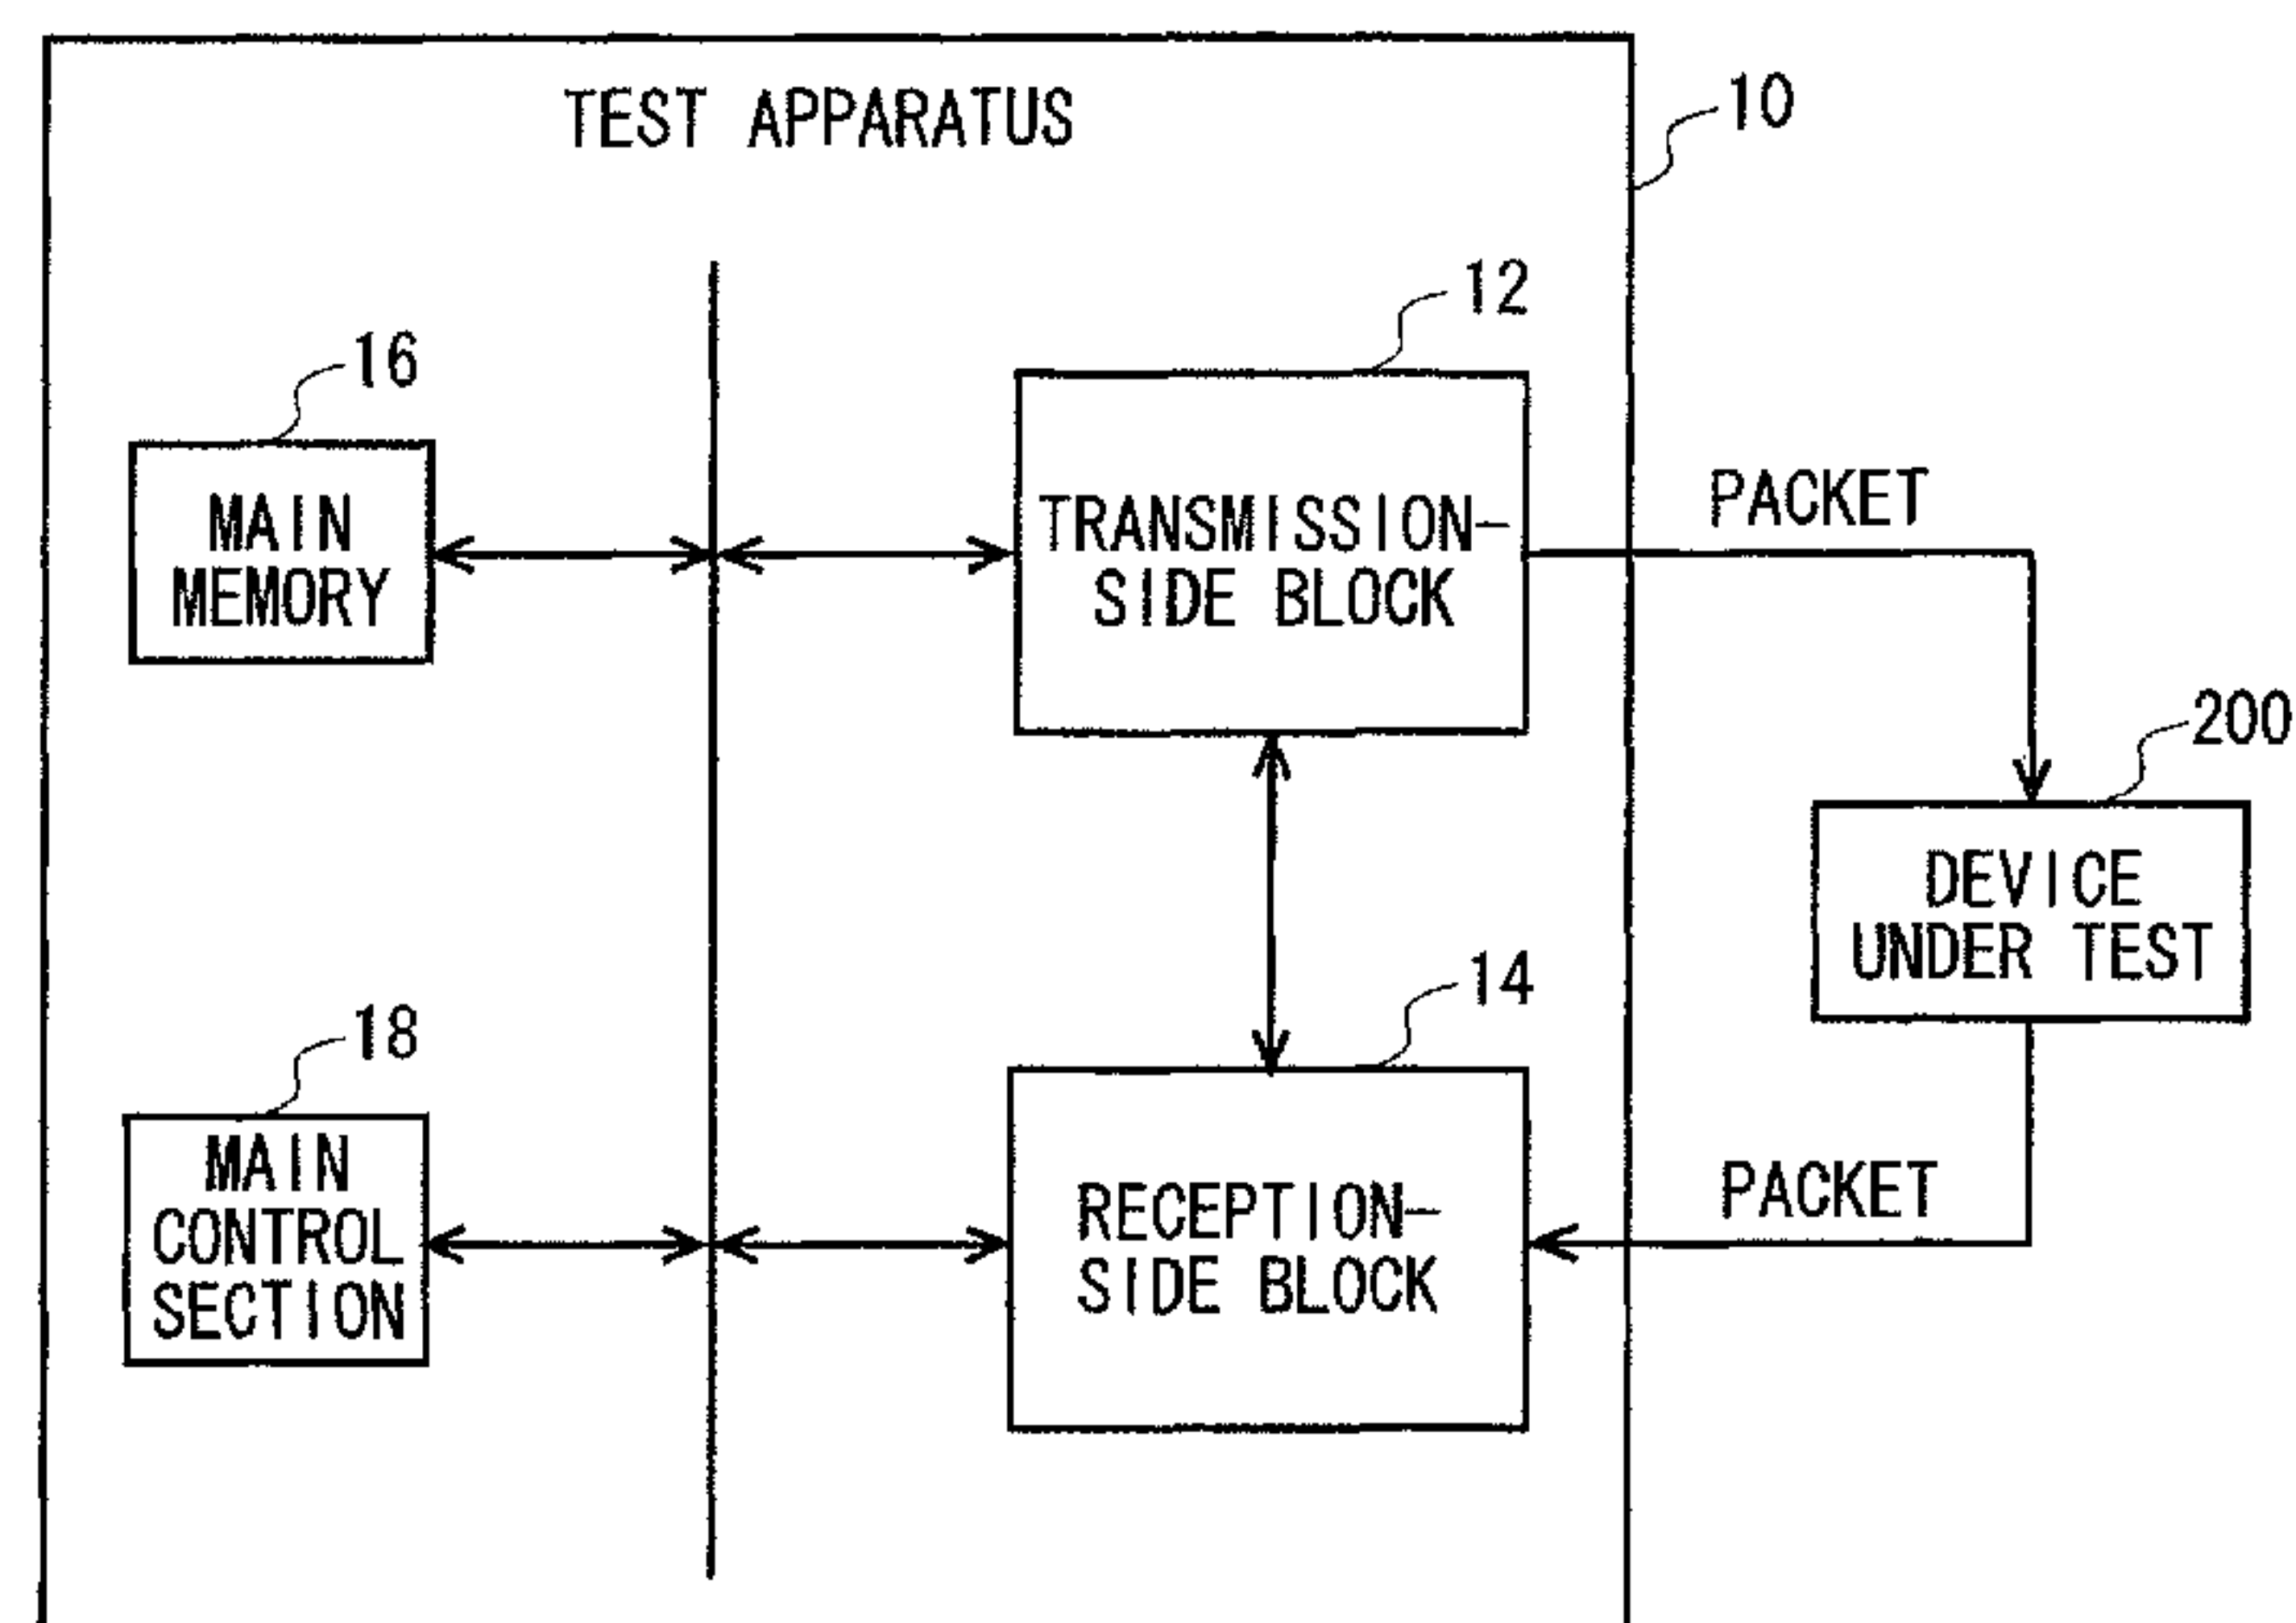 TEST APPARATUS
10
12
16
MAIN
MEMORY
TRANSMISSION-
SIDE BLOCK
PACKET
200
DEVICE
UNDER TEST
14
18
MAIN
CONTROL
SECTION
RECEPTION-
SIDE BLOCK
PACKET